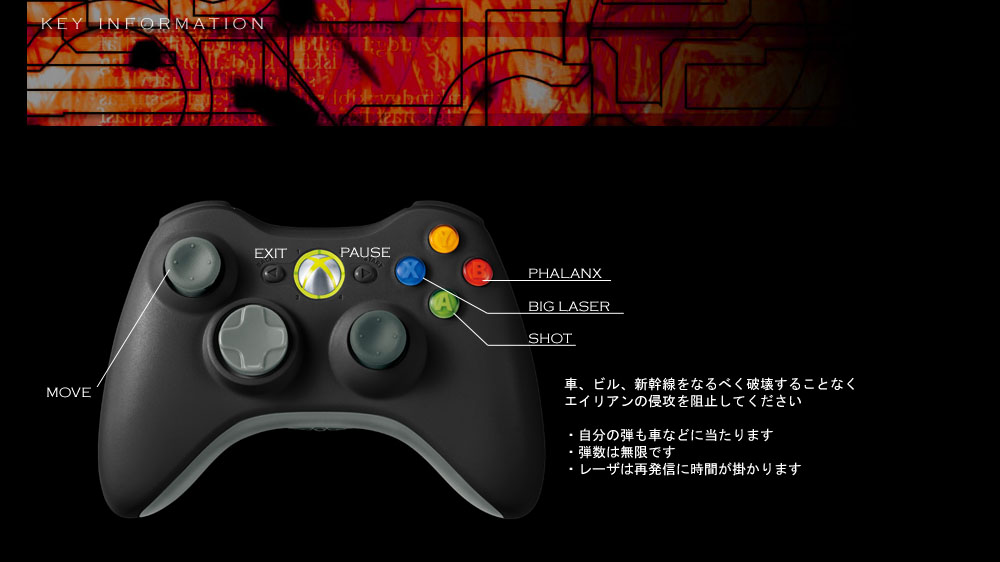 KEY INFORMATION
EXIT
PAUSE
Y
B
X
A
PHALANX
BIG LASER
SHOT
MOVE
車、ビル、新幹線をなるべく破壊することなく
エイリアンの侵攻を阻止してください
・自分の弾も車などに当たります
・弾数は無限です
・レーザは再発信に時間が掛かります